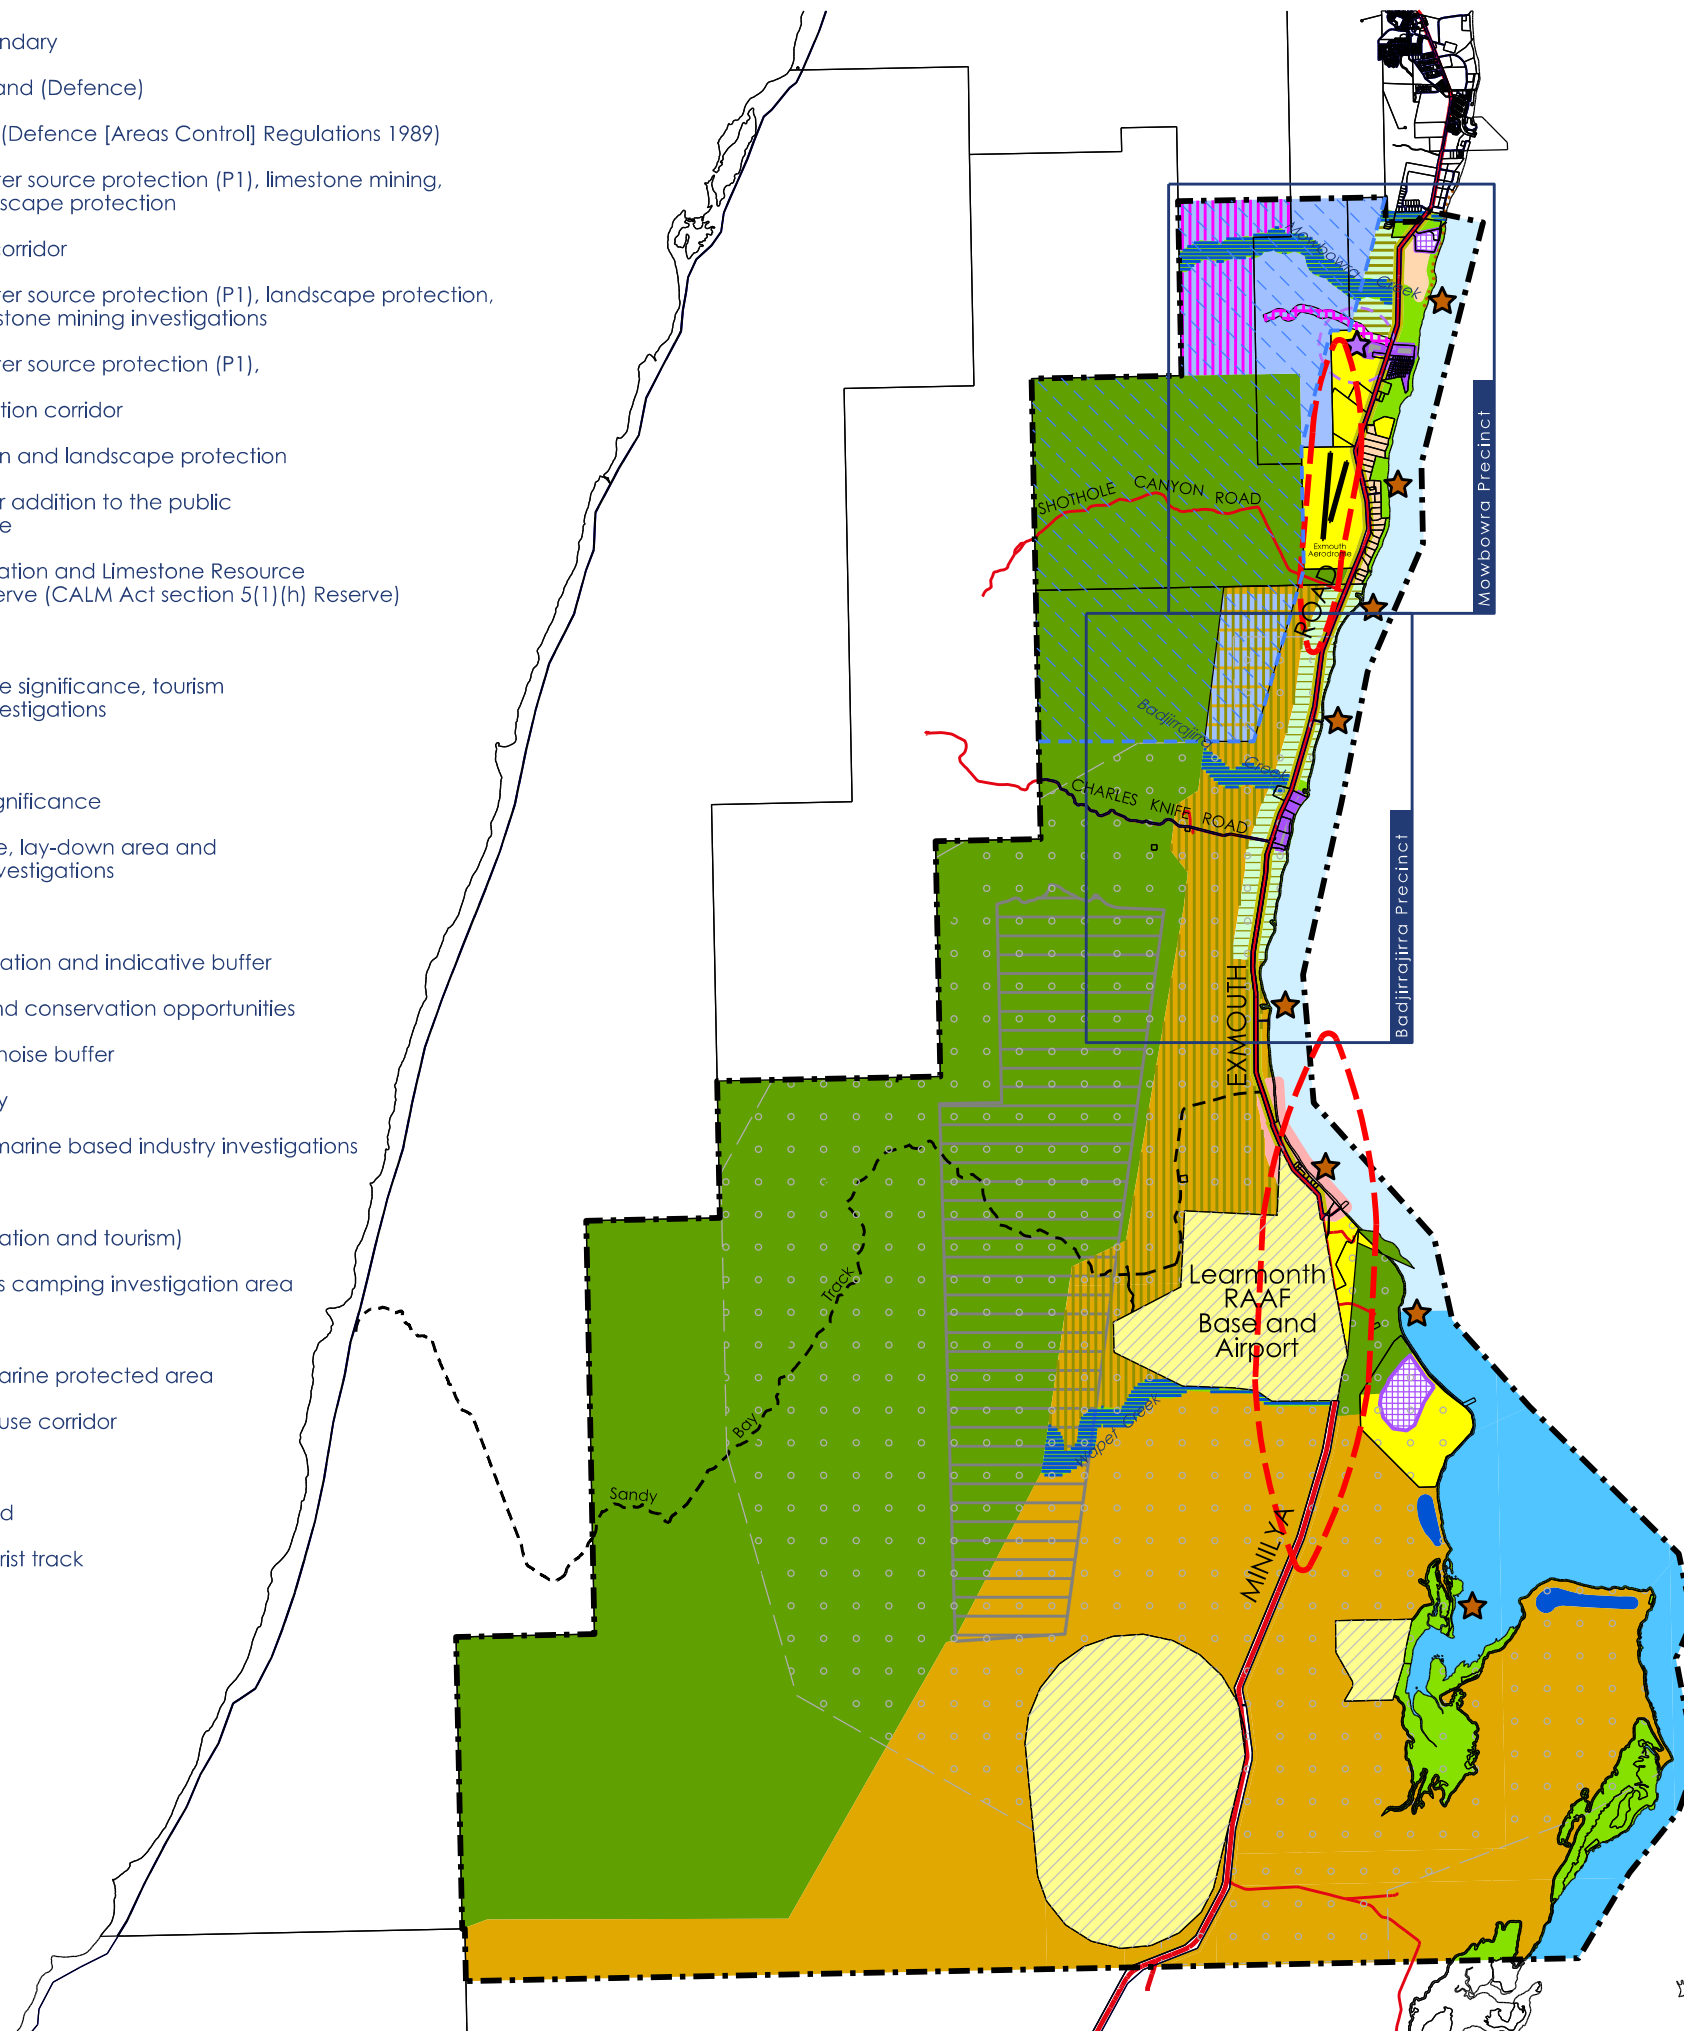 ndary
and (Defence)
(Defence [Areas Control] Regulations 1989)
er source protection (P1), limestone mining,
scape protection
corridor
er source protection (P1), landscape protection,
stone mining investigations
er source protection (P1),
tion corridor
n and landscape protection
r addition to the public
e
ation and Limestone Resource
erve (CALM Act section 5(1)(h) Reserve)
e significance, tourism
estigations
gnificance
e, lay-down area and
vestigations
ation and indicative buffer
nd conservation opportunities
noise buffer
y
marine based industry investigations
ation and tourism)
s camping investigation area
arine protected area
use corridor
d
rist track
Mowbowra
Creek
Mowbowra Precinct
SHOTHOLE CANYON ROAD
Exmouth
Aerodrome
ROAD
Badjirrajirra
Creek
CHARLES KNIFE ROAD
Badjirrajirra Precinct
EXMOUTH
Learmonth
RAAF
Base and
Airport
Track
Bay
Sandy
Wapet Creek
MINILYA